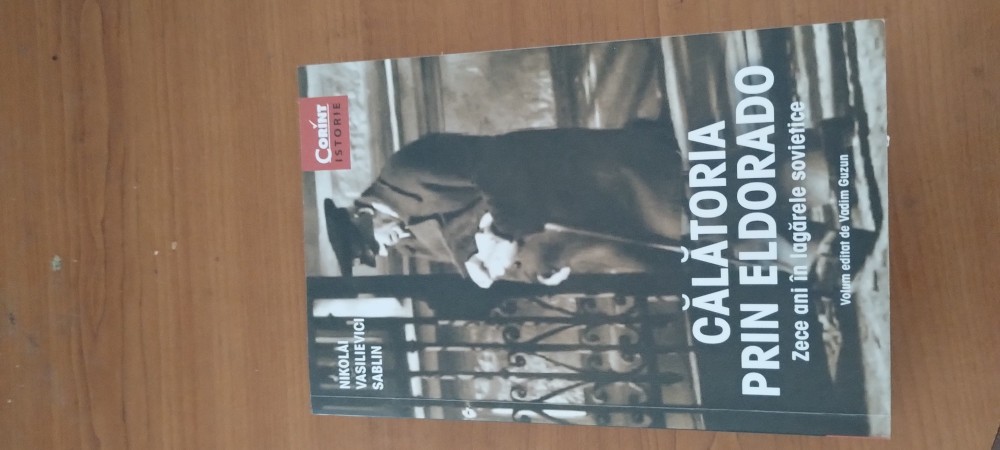 CORINT
ISTORIE
NIKOLAI
VASILIEVICI
SABLIN
CĂLĂTORIA
PRIN ELDORADO
Zece ani în lagărele sovietice
Volum editat de Vadim Guzun